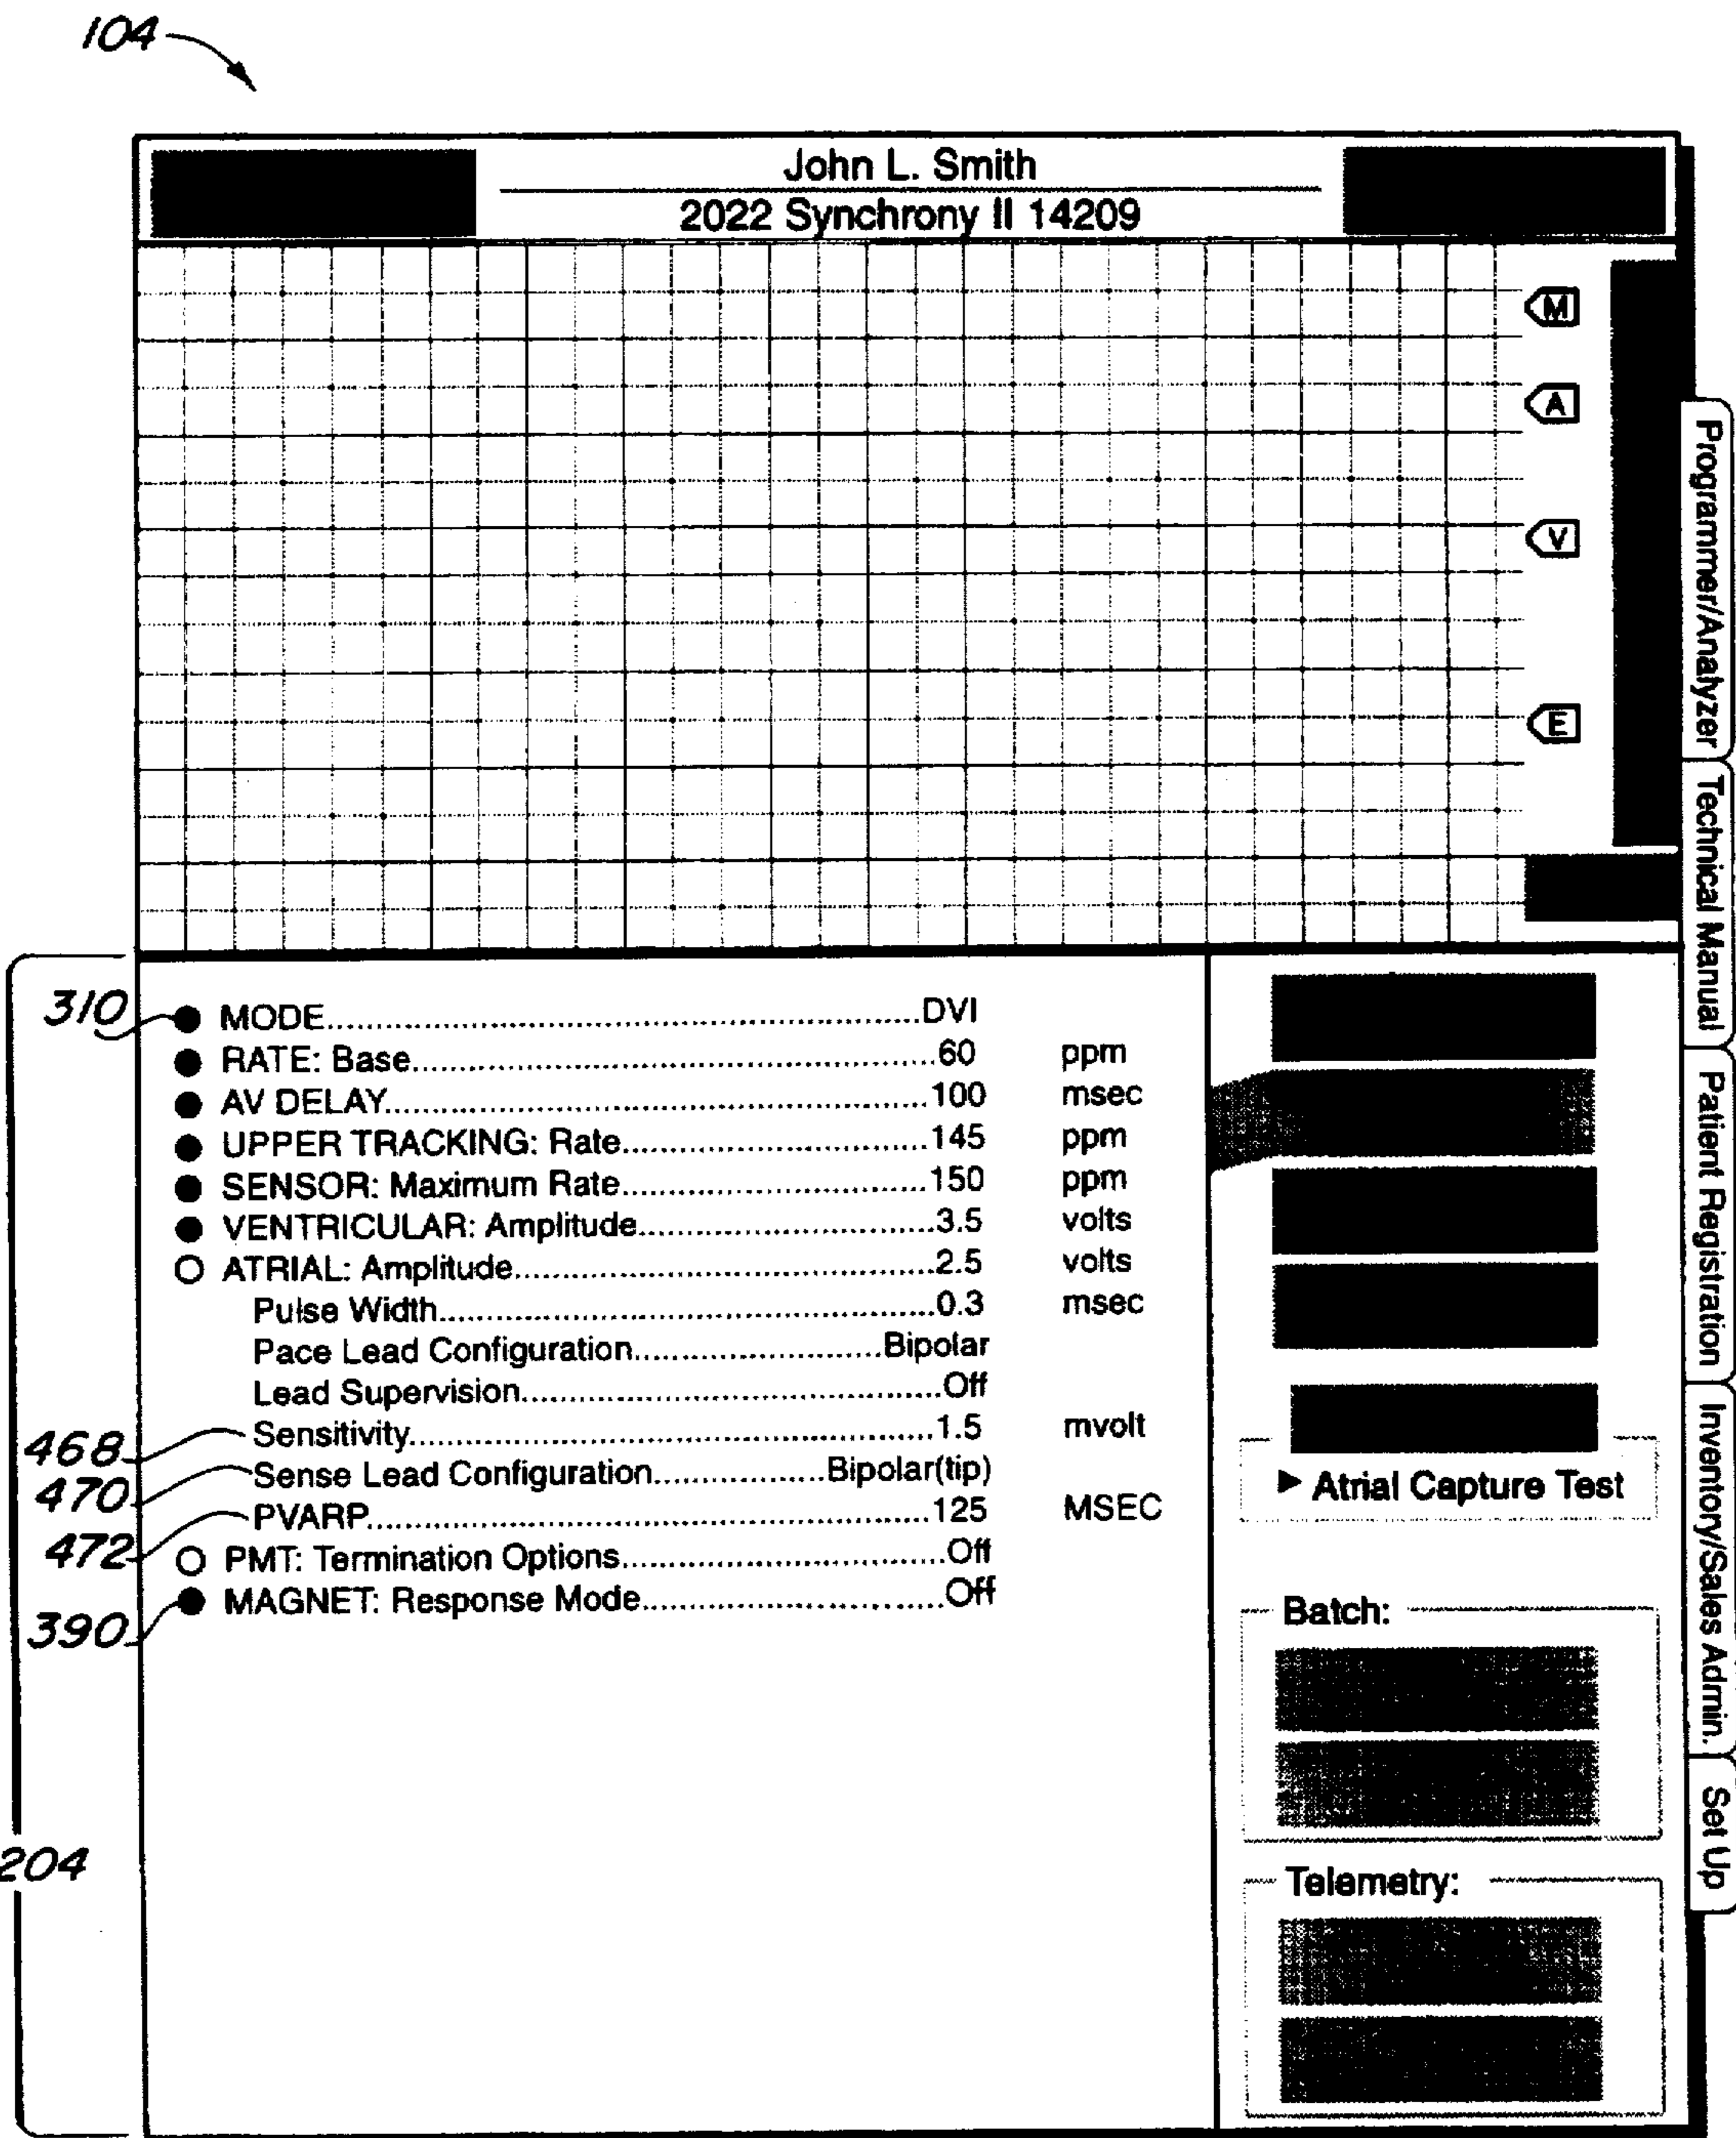 104
John L. Smith
2022 Synchrony II 14209
M
A
V
E
Programmer/Analyzer
Technical Manual
Patient Registration
Inventory/Sales Admin.
Set Up
310
MODE....................DVI
RATE: Base....................60 ppm
AV DELAY....................100 msec
UPPER TRACKING: Rate....................145 ppm
SENSOR: Maximum Rate....................150 ppm
VENTRICULAR: Amplitude....................3.5 volts
ATRIAL: Amplitude....................2.5 volts
Pulse Width....................0.3 msec
Pace Lead Configuration....................Bipolar
Lead Supervision....................Off
468 Sensitivity....................1.5 mvolt
470 Sense Lead Configuration....................Bipolar(tip)
472 PVARP....................125 MSEC
PMT: Termination Options....................Off
390 MAGNET: Response Mode....................Off
204
► Atrial Capture Test
Batch:
Telemetry: